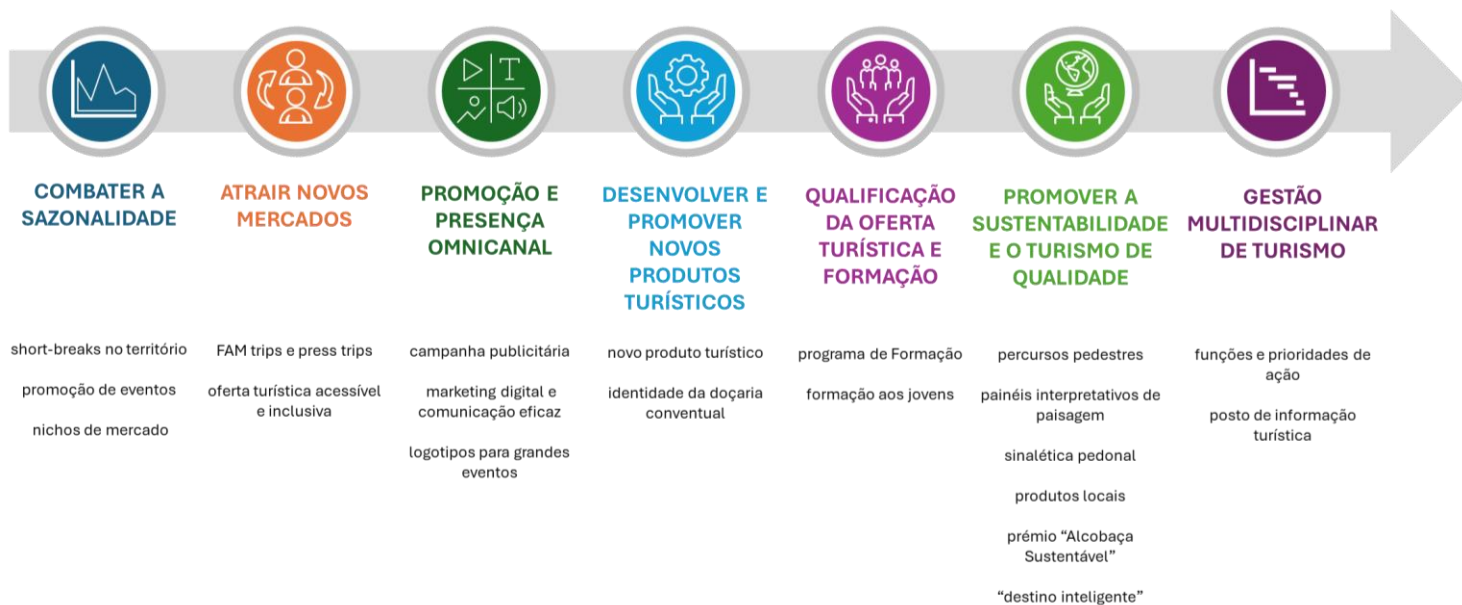 T
COMBATER A
SAZONALIDADE
short-breaks no território
promoção de eventos
nichos de mercado
ATRAIR NOVOS
MERCADOS
FAM trips e press trips
oferta turística acessível
e inclusiva
PROMOÇÃO E
PRESENÇA
OMNICANAL
campanha publicitária
marketing digital e
comunicação eficaz
logotipos para grandes
eventos
DESENVOLVER E
PROMOVER
NOVOS
PRODUTOS
TURÍSTICOS
novo produto turístico
identidade da doçaria
conventual
QUALIFICAÇÃO
DA OFERTA
TURÍSTICA E
FORMAÇÃO
programa de Formação
formação aos jovens
PROMOVER A
SUSTENTABILIDADE
E O TURISMO DE
QUALIDADE
percursos pedestres
painéis interpretativos de
paisagem
sinalética pedonal
produtos locais
prémio “Alcobaça
Sustentável”
“destino inteligente”
GESTÃO
MULTIDISCIPLINAR
DE TURISMO
funções e prioridades de
ação
posto de informação
turística